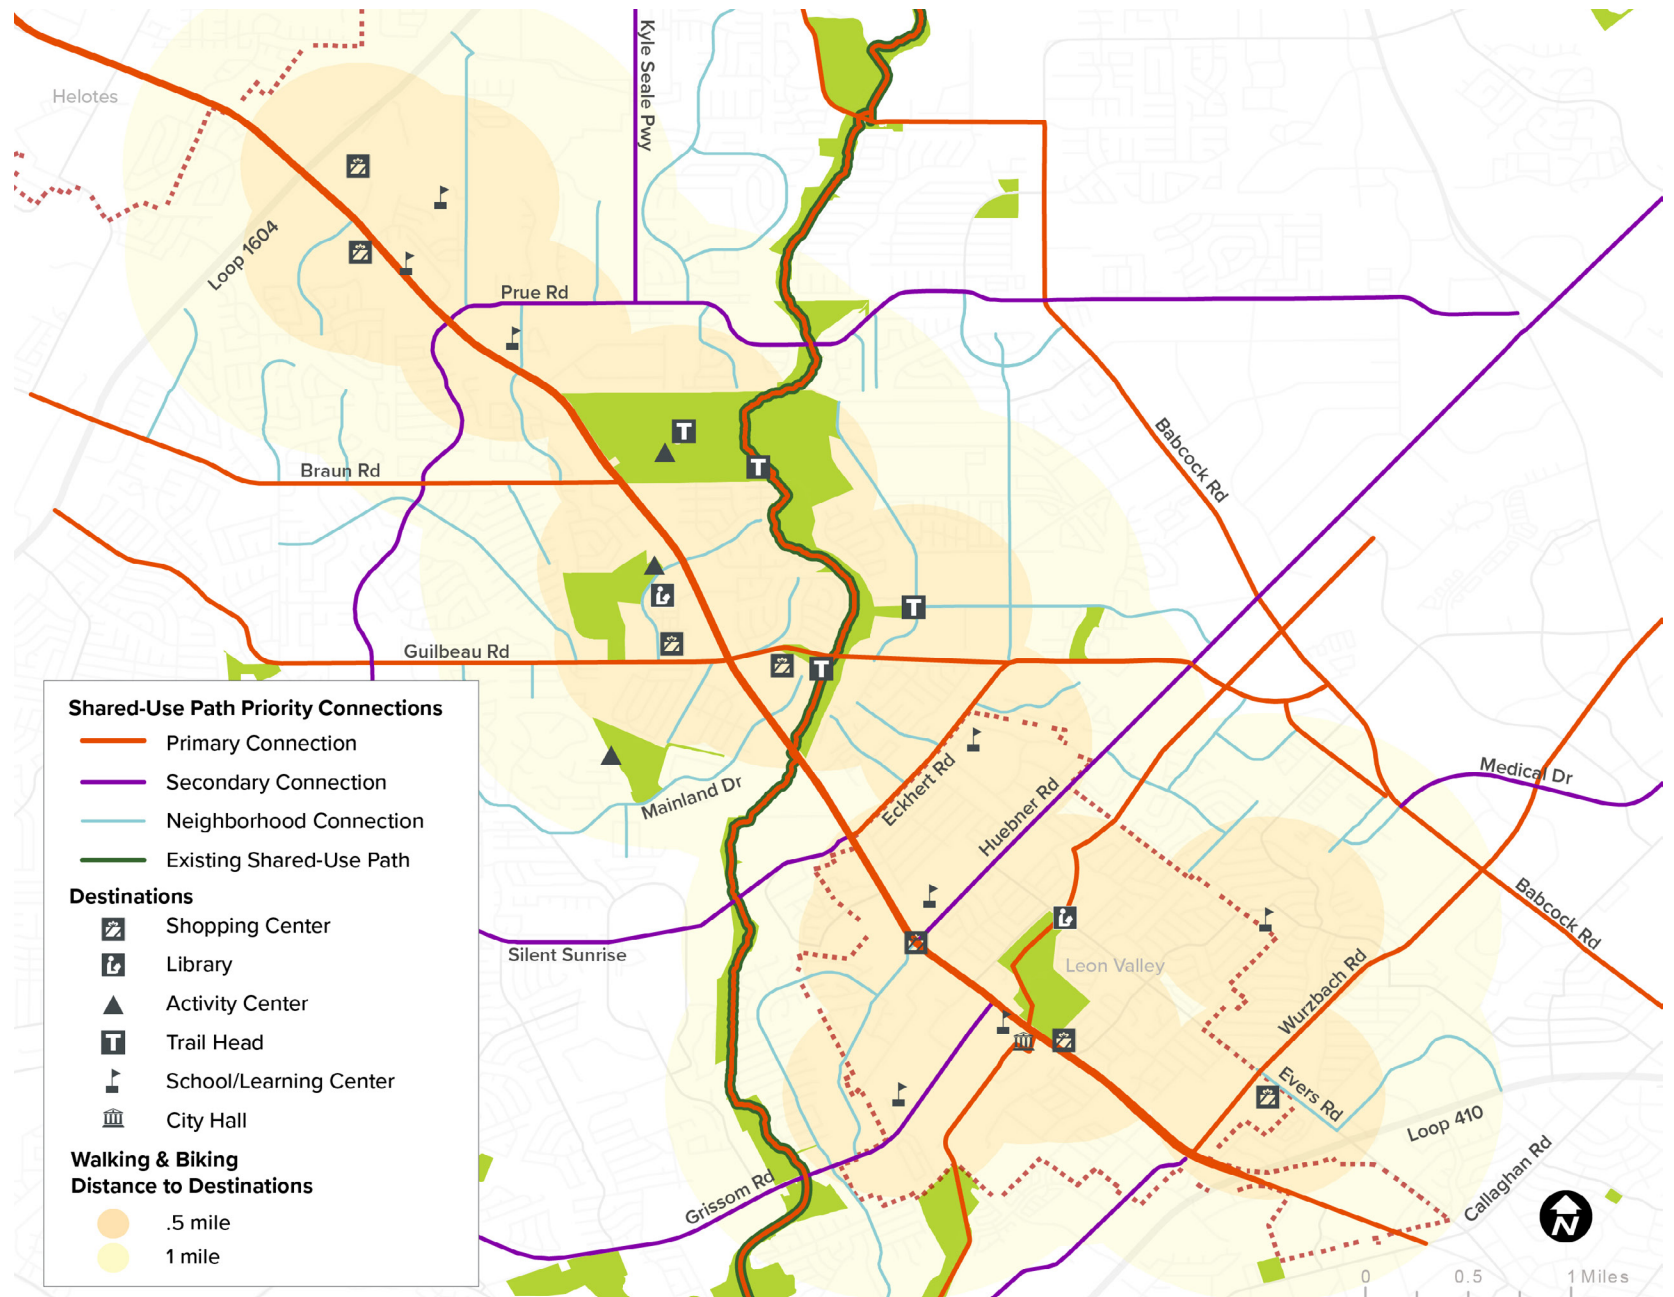 Helotes
Kyle Seale Pwy
Loop 1604
Prue Rd
Braun Rd
Babcock Rd
Guilbeau Rd
Mainland Dr
Eckhert Rd
Huebner Rd
Medical Dr
Silent Sunrise
Leon Valley
Babcock Rd
Wurzbach Rd
Evers Rd
Loop 410
Callaghan Rd
Grissom Rd
Shared-Use Path Priority Connections
Primary Connection
Secondary Connection
Neighborhood Connection
Existing Shared-Use Path
Destinations
Shopping Center
Library
Activity Center
T Trail Head
School/Learning Center
City Hall
Walking & Biking
Distance to Destinations
.5 mile
1 mile
T
T
T
T
N
0 0.5 1 Miles